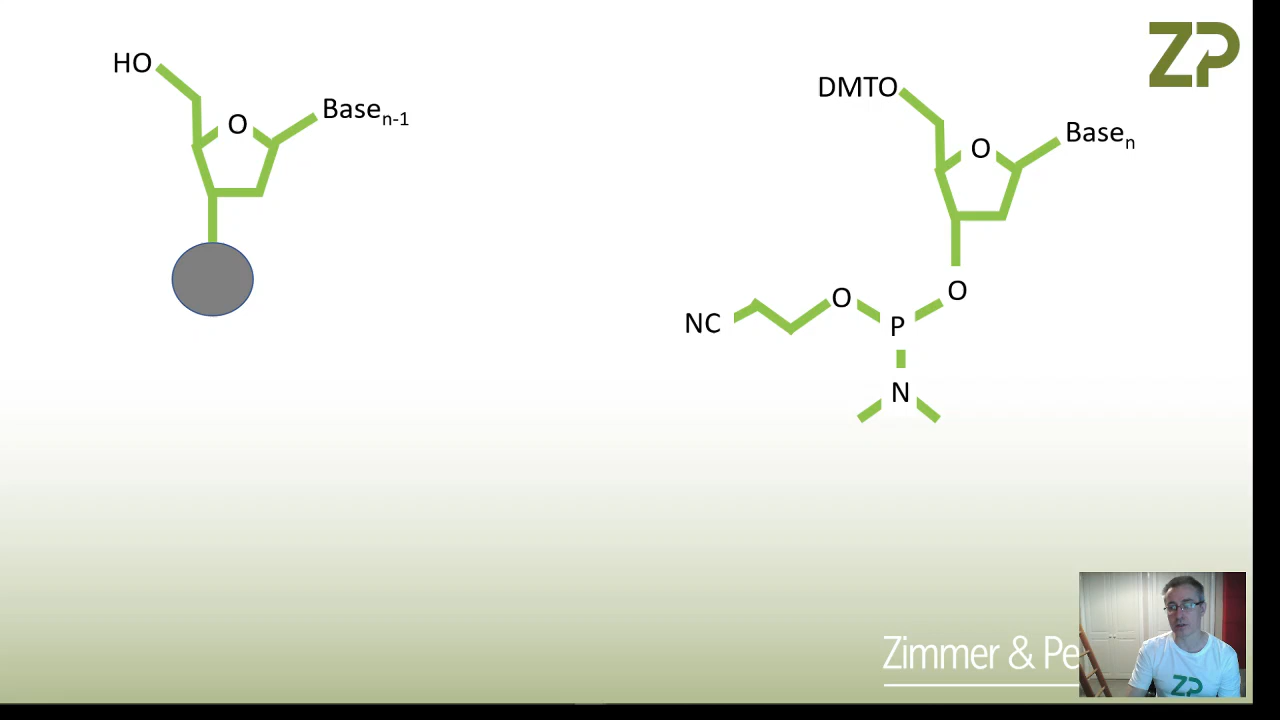 HO
O
Base n-1
DMTO
O
Base n
ZP
NC
O
P
O
N
Zimmer & Pe
ZP